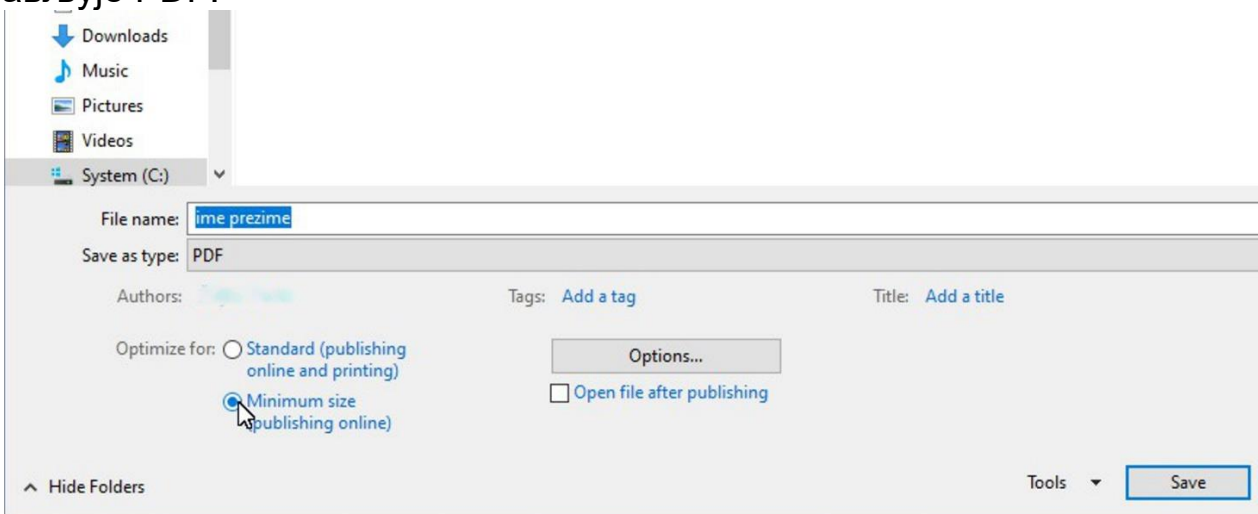 Downloads
Music
Pictures
Videos
System (C:)
File name: ime prezime
Save as type: PDF
Authors: Tags: Add a tag Title: Add a title
Optimize for: Standard (publishing
online and printing)
Options...
Minimum size
(publishing online)
Open file after publishing
Hide Folders
Tools
Save